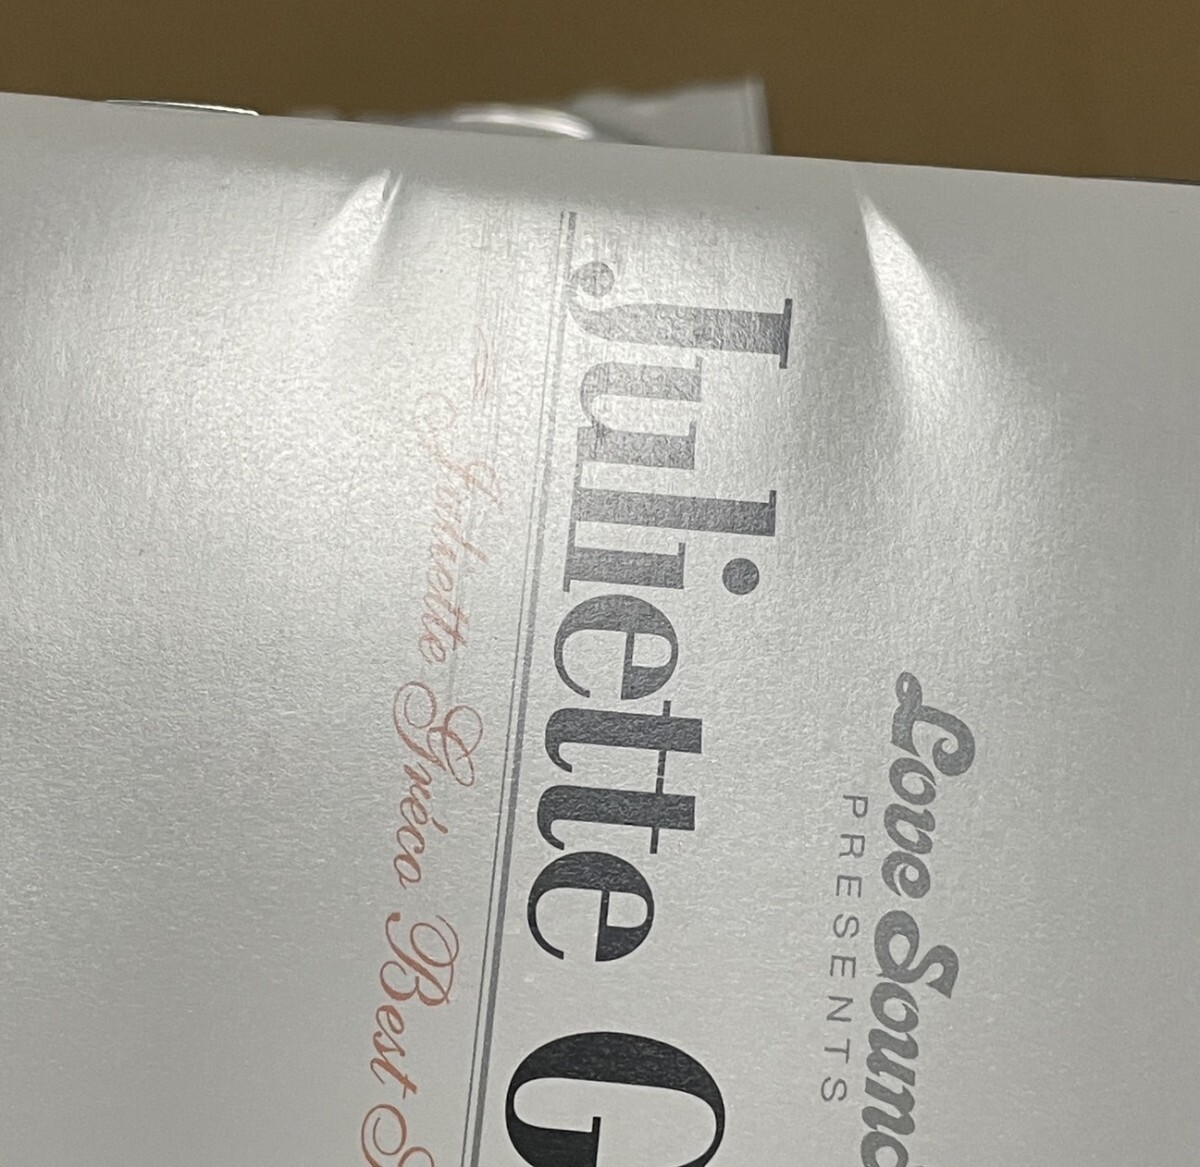 Love Sound
PRESENTS
Juliette G
Juliette Gréco Best S